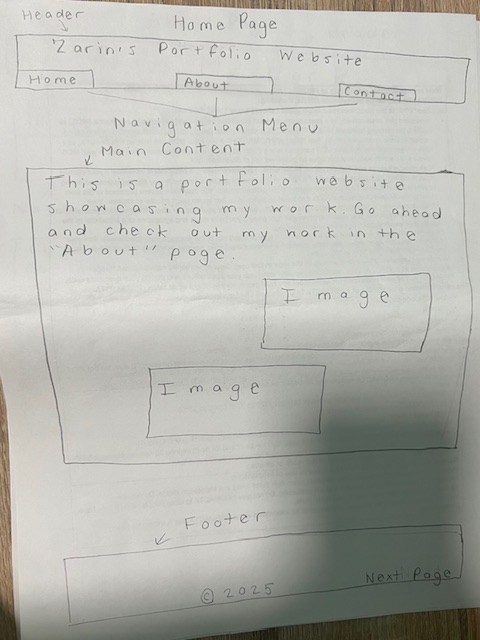 Header
Home Page
Zarin's Portfolio Website
Home About Contact
Navigation Menu
Main Content
This is a portfolio website
showcasing my work. Go ahead
and check out my work in the
"About" page.
Image
Image
Footer
© 2025
Next Page